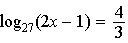 log₂₇(2x − 1) = 4/3